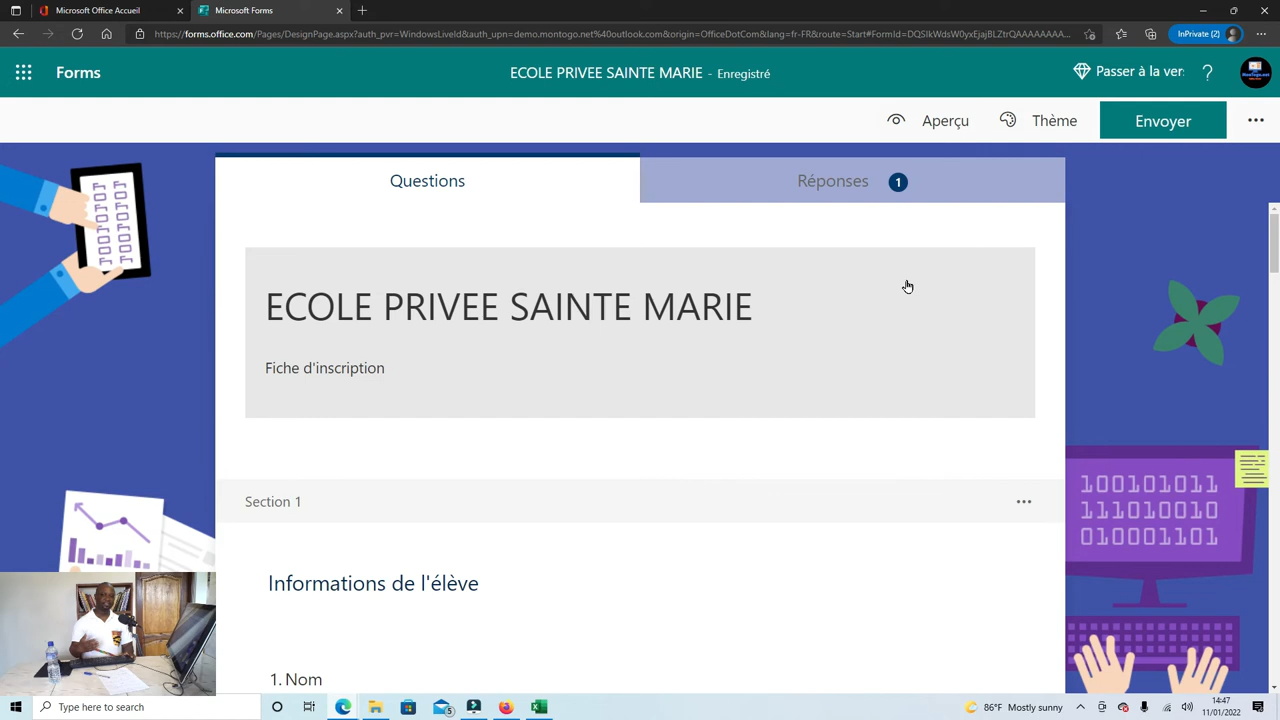 Microsoft Office Accueil
Microsoft Forms
https://forms.office.com/Pages/DesignPage.aspx?auth_pvr=WindowsLiveId&auth_upn=demo.montogo.net%40outlook.com&origin=OfficeDotCom&lang=fr-FR&route=Start#FormId=DQSIkWdsW0yxEjajBLZtrQAAAAAAAA...
InPrivate (2)
Forms
ECOLE PRIVEE SAINTE MARIE - Enregistré
Passer à la ver
?
Aperçu
Thème
Envoyer
Questions
Réponses 1
ECOLE PRIVEE SAINTE MARIE
Fiche d'inscription
Section 1
Informations de l'élève
1. Nom
100101011
111010010
010001101
Type here to search
5
86°F Mostly sunny
14:47
11/01/2022